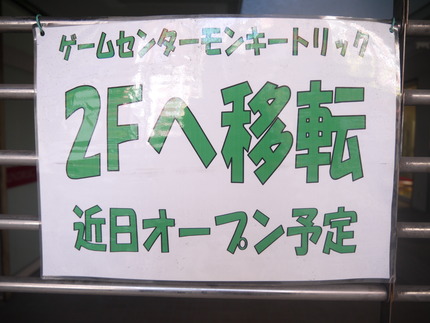 ゲームセンターモンキートリック
2Fへ移転
近日オープン予定